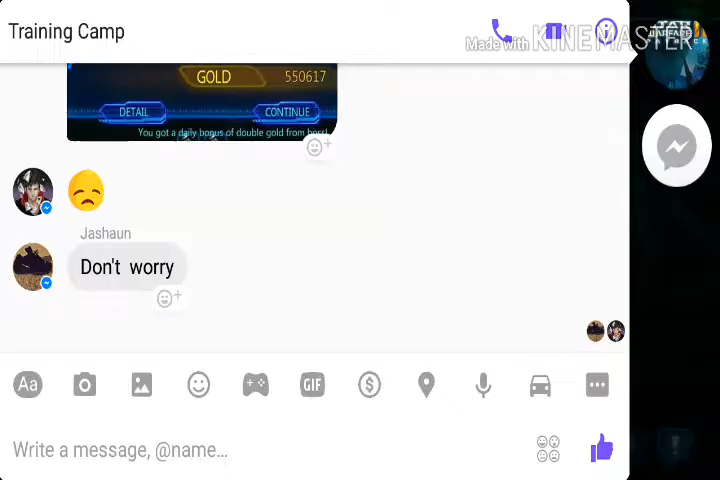 Training Camp
Made with KINEMASTER
WARFARE
GOLD 550617
DETAIL CONTINUE
You got a daily bonus of double gold from boss!
Jashaun
Don't worry
Aa
GIF
$
Write a message, @name...